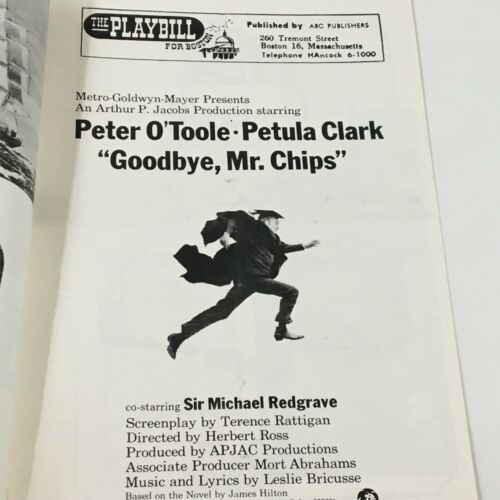 THE PLAYBILL
FOR BOSTON
Published by ABC PUBLISHERS
260 Tremont Street
Boston 16, Massachusetts
Telephone HAncock 6-1000
Metro-Goldwyn-Mayer Presents
An Arthur P. Jacobs Production starring
Peter O'Toole · Petula Clark
"Goodbye, Mr. Chips"
co-starring Sir Michael Redgrave
Screenplay by Terence Rattigan
Directed by Herbert Ross
Produced by APJAC Productions
Associate Producer Mort Abrahams
Music and Lyrics by Leslie Bricusse
Based on the Novel by James Hilton